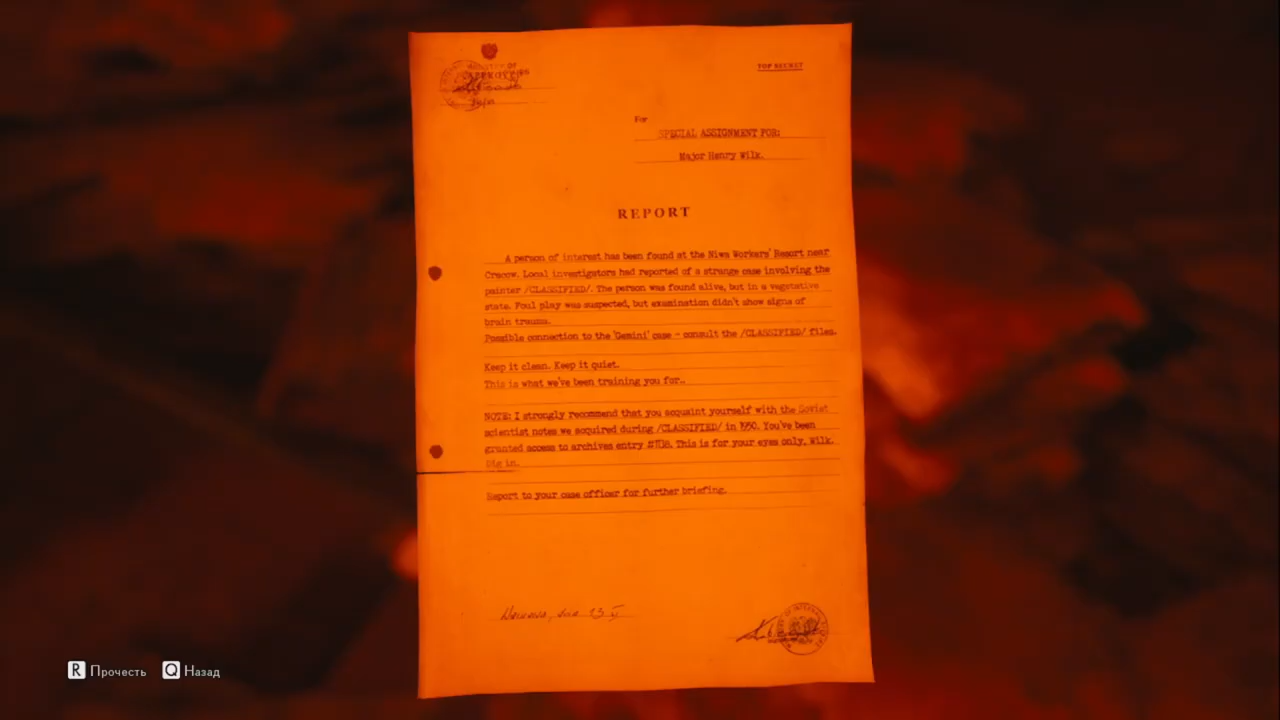 MINISTRY OF
TOP SECRET
For
SPECIAL ASSIGNMENT FOR:
Major Henry Wilk.
REPORT
A person of interest has been found at the Niwa Workers' Resort near
Cracow. Local investigators had reported of a strange case involving the
painter /CLASSIFIED/. The person was found alive, but in a vegetative
state. Foul play was suspected, but examination didn't show signs of
brain trauma.
Possible connection to the 'Gemini' case - consult the /CLASSIFIED/ files.
Keep it clean. Keep it quiet.
This is what we've been training you for..
NOTE: I strongly recommend that you acquaint yourself with the Soviet
scientist notes we acquired during /CLASSIFIED/ in 1950. You've been
granted access to archives entry This is for your eyes only, Wilk.
Dig in.
Report to your case officer for further briefing.
R Прочесть Q Назад